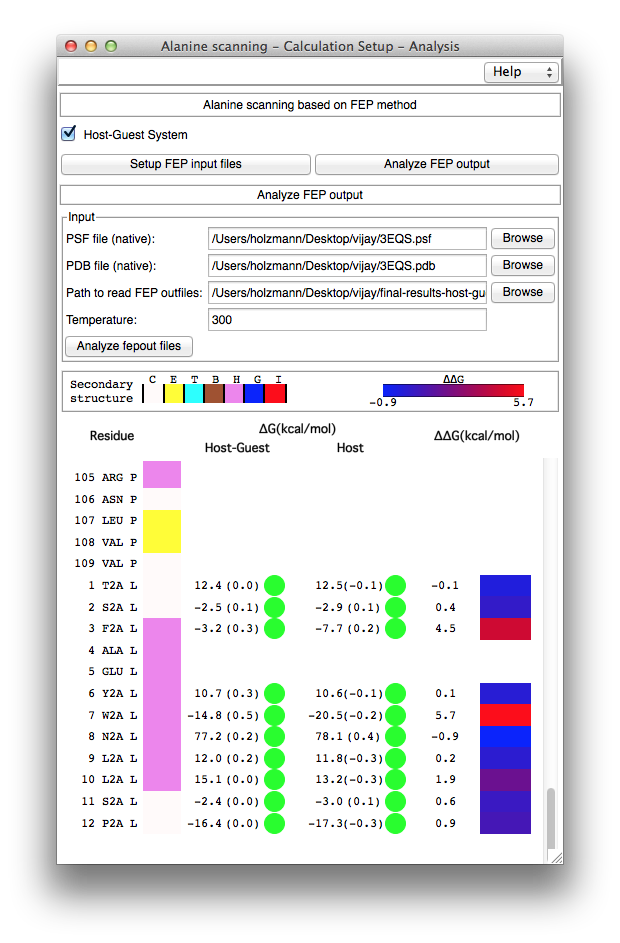 Alanine scanning – Calculation Setup – Analysis
Help
Alanine scanning based on FEP method
Host-Guest System
Setup FEP input files Analyze FEP output
Analyze FEP output
Input
PSF file (native): /Users/holzmann/Desktop/vijay/3EQS.psf Browse
PDB file (native): /Users/holzmann/Desktop/vijay/3EQS.pdb Browse
Path to read FEP outfiles: /Users/holzmann/Desktop/vijay/final-results-host-gu Browse
Temperature: 300
Analyze fepout files
C E T B H G I ΔΔG
Secondary
structure
-0.9 5.7
ΔG(kcal/mol)
Residue ΔΔG(kcal/mol)
Host-Guest Host
105 ARG P
106 ASN P
107 LEU P
108 VAL P
109 VAL P
1 T2A L 12.4 (0.0) 12.5(-0.1) -0.1
2 S2A L -2.5 (0.1) -2.9 (0.1) 0.4
3 F2A L -3.2 (0.3) -7.7 (0.2) 4.5
4 ALA L
5 GLU L
6 Y2A L 10.7 (0.3) 10.6(-0.1) 0.1
7 W2A L -14.8 (0.5) -20.5(-0.2) 5.7
8 N2A L 77.2 (0.2) 78.1 (0.4) -0.9
9 L2A L 12.0 (0.2) 11.8(-0.3) 0.2
10 L2A L 15.1 (0.0) 13.2(-0.3) 1.9
11 S2A L -2.4 (0.0) -3.0 (0.1) 0.6
12 P2A L -16.4 (0.0) -17.3(-0.3) 0.9